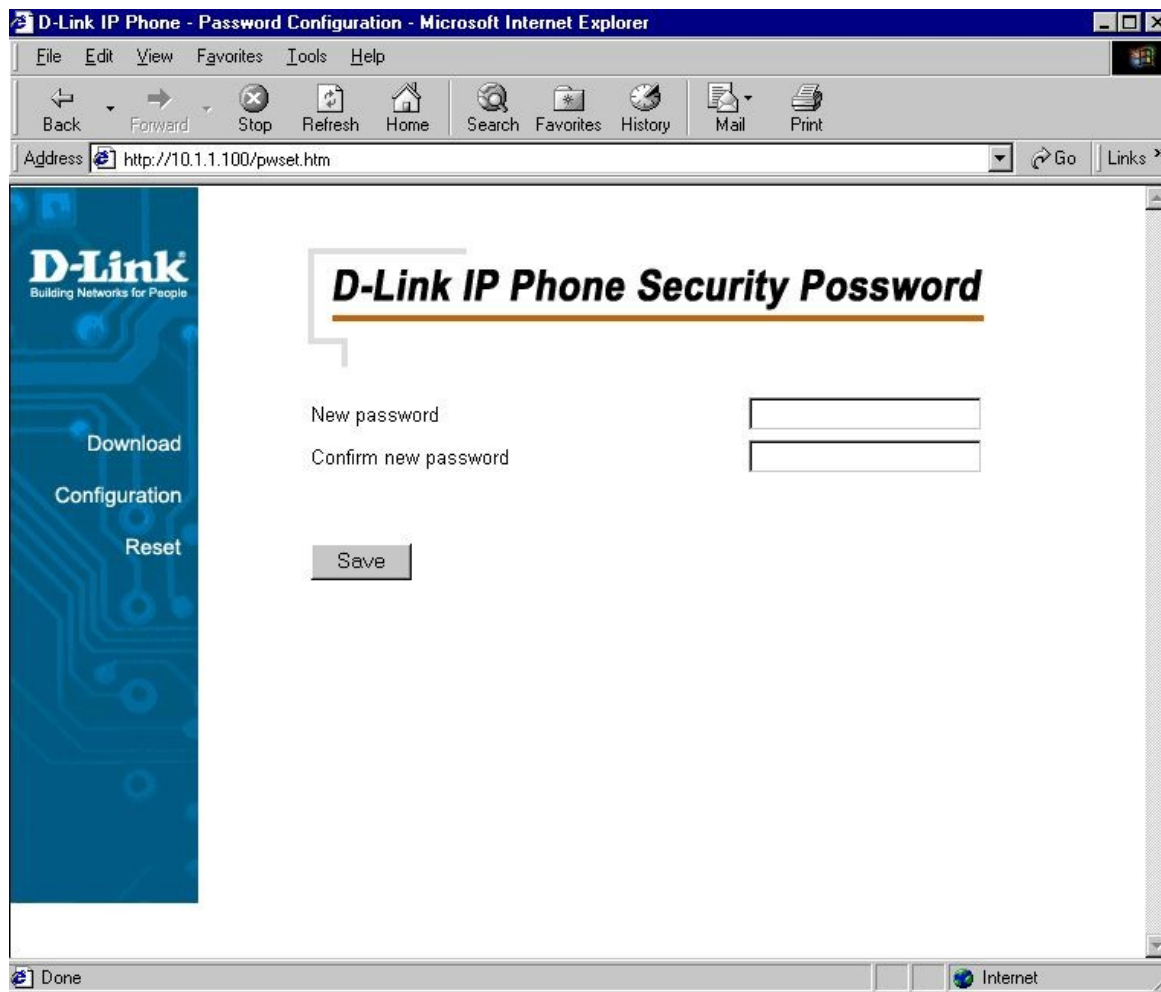 D-Link IP Phone - Password Configuration - Microsoft Internet Explorer
File Edit View Favorites Tools Help
Back Forward Stop Refresh Home Search Favorites History Mail Print
Address http://10.1.1.100/pwset.htm Go Links
D-Link
Building Networks for People
D-Link IP Phone Security Possword
New password
Confirm new password
Download
Configuration
Reset
Save
Done Internet